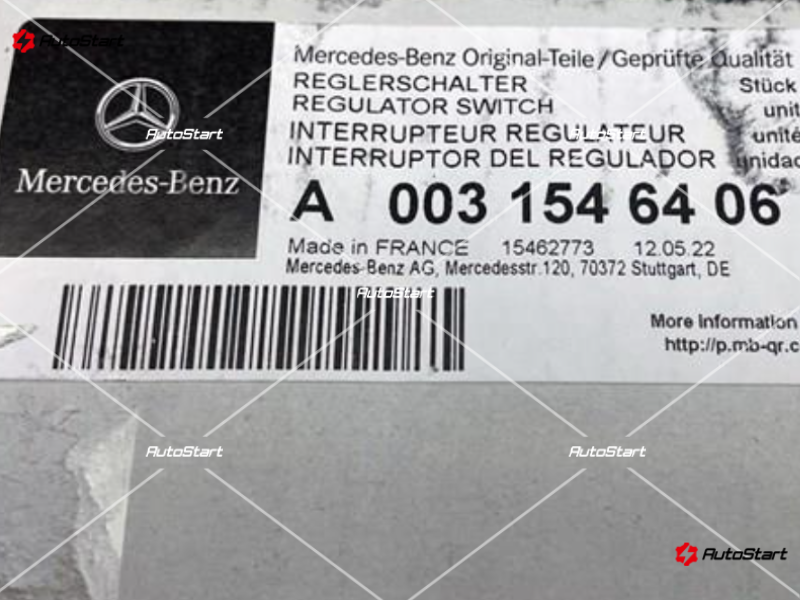 AutoStart
Mercedes-Benz Original-Teile/Geprüfte Qualität
REGLERSCHALTER Stück
REGULATOR SWITCH unit
AutoStart AutoStart
INTERRUPTEUR REGULATEUR unité
INTERRUPTOR DEL REGULADOR unidad
Mercedes-Benz
A 003 154 64 06
Made in FRANCE 15462773 12.05.22
Mercedes-Benz AG, Mercedesstr.120, 70372 Stuttgart, DE
AutoStart
More information
http://p.mb-qr.c
AutoStart AutoStart
AutoStart